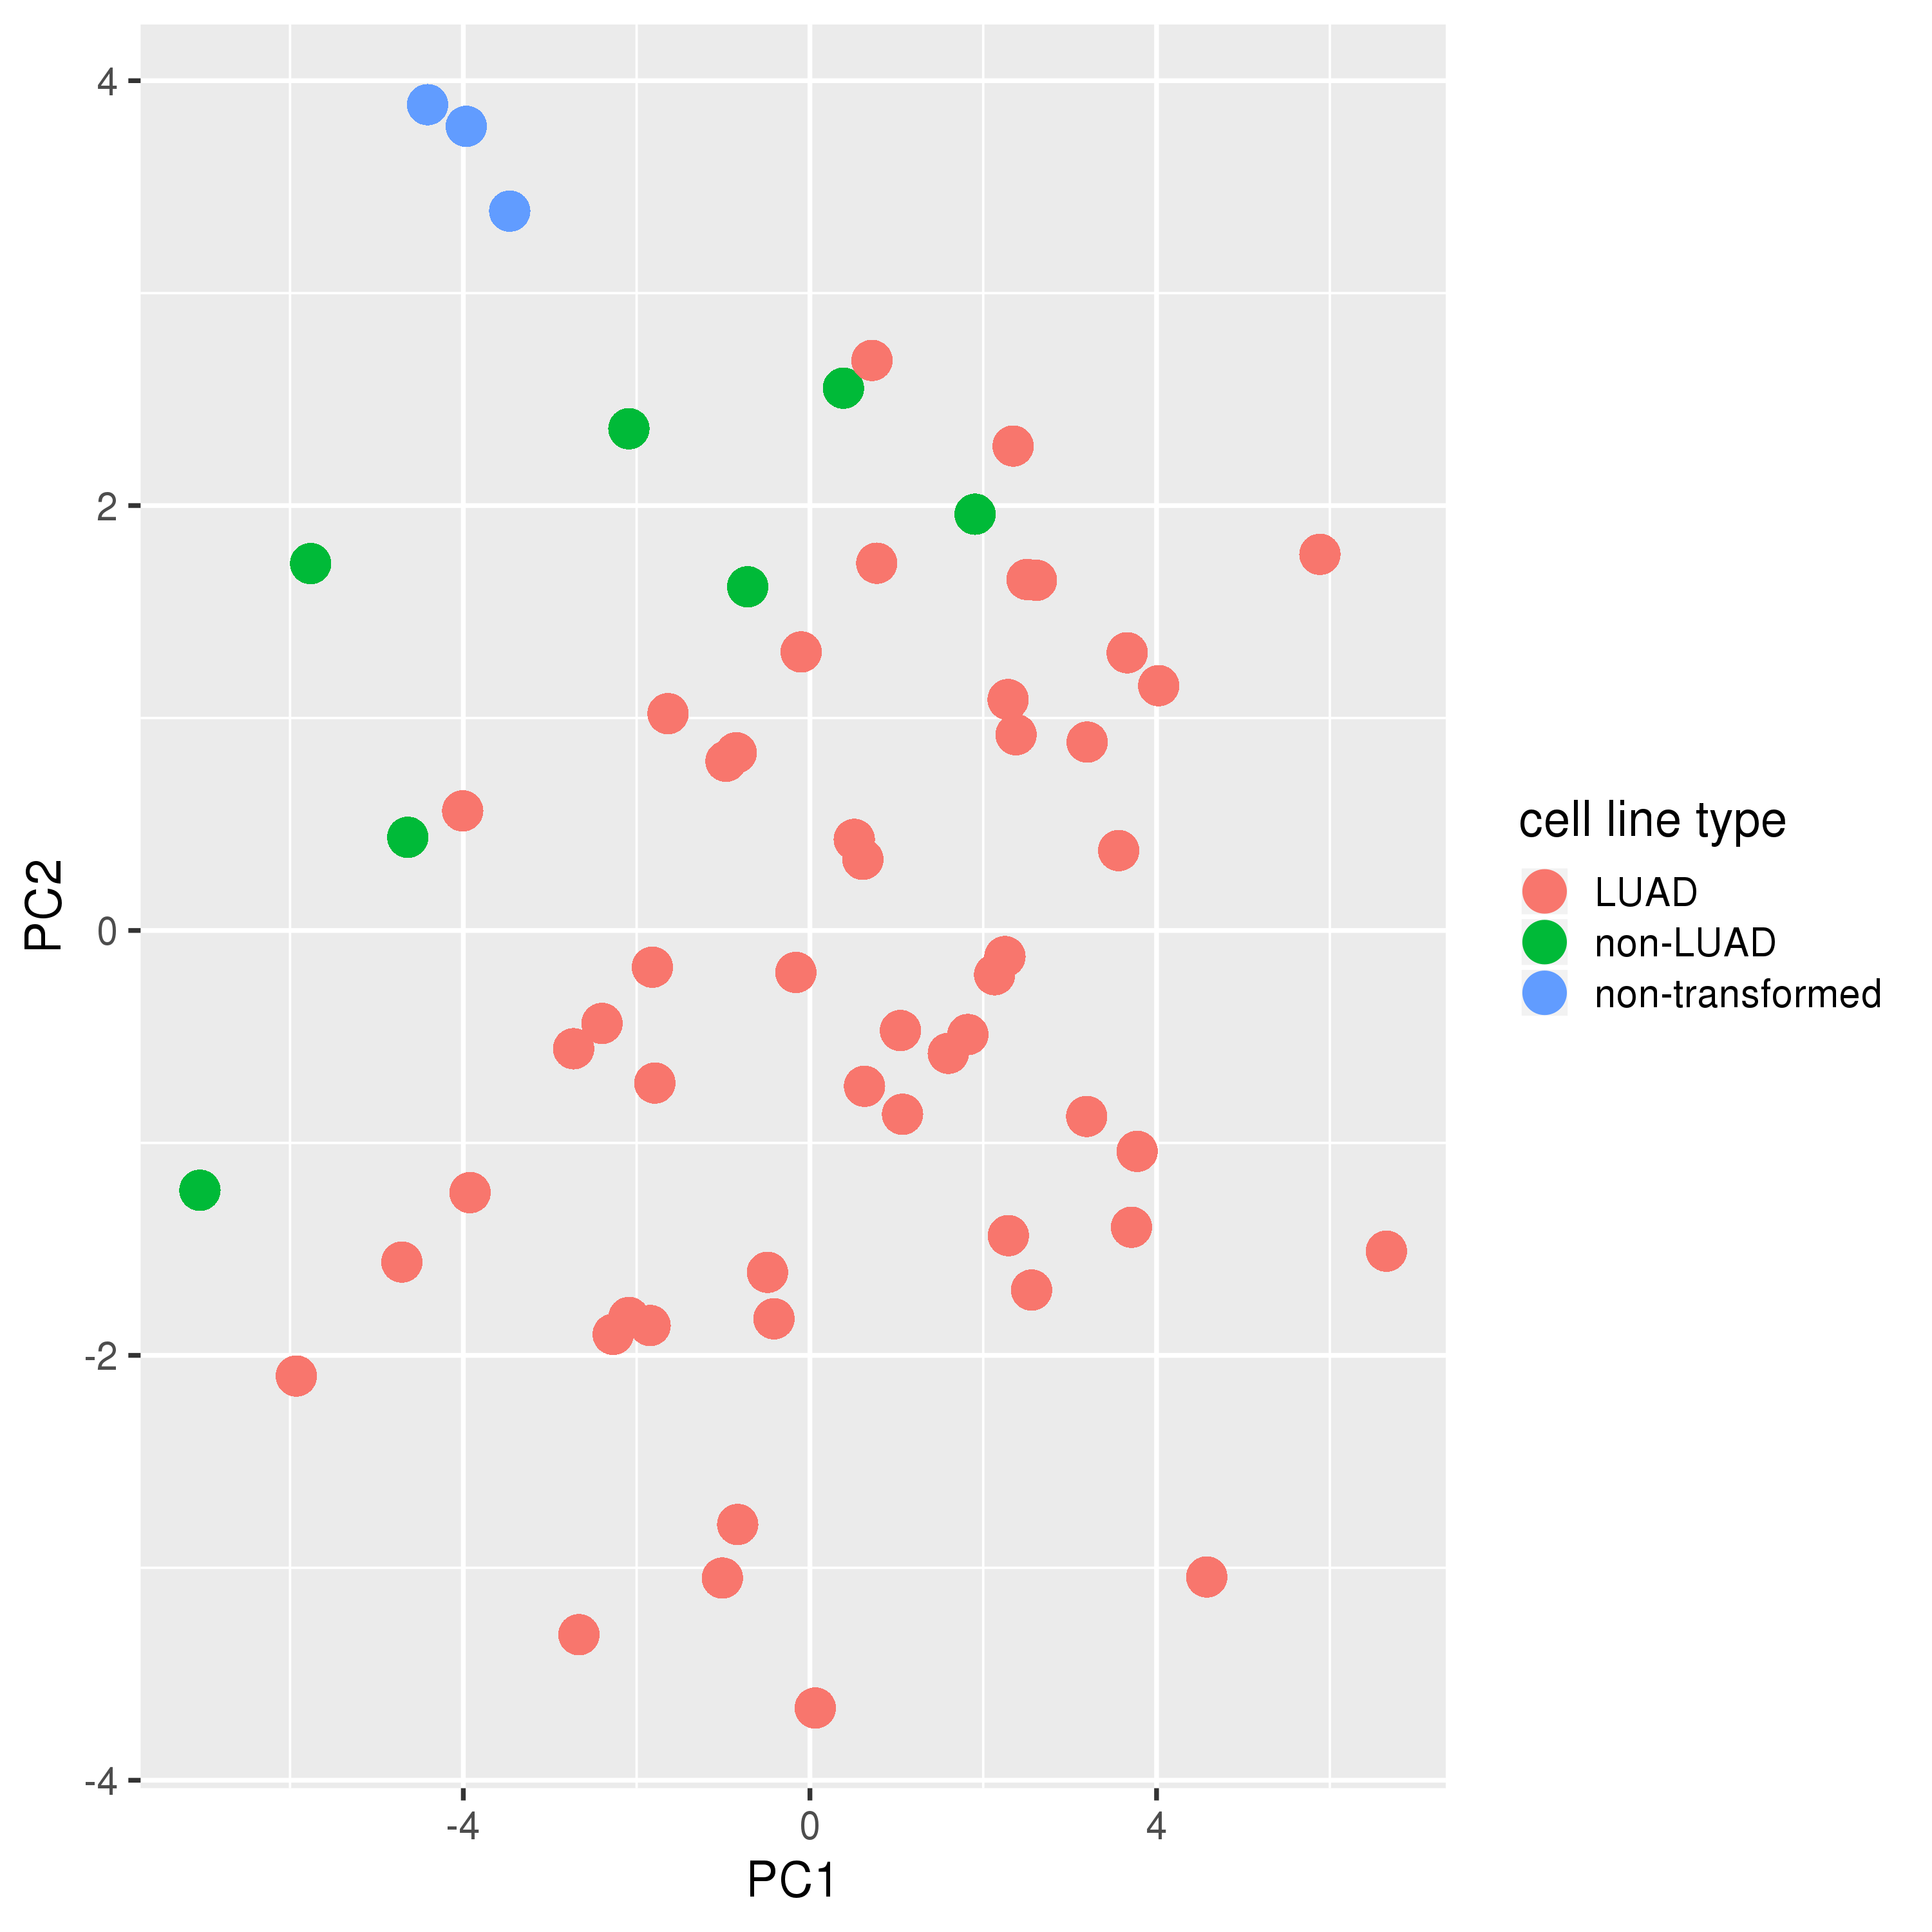 4
2
0
-2
-4
PC2
-4
0
4
PC1
cell line type
LUAD
non-LUAD
non-transformed